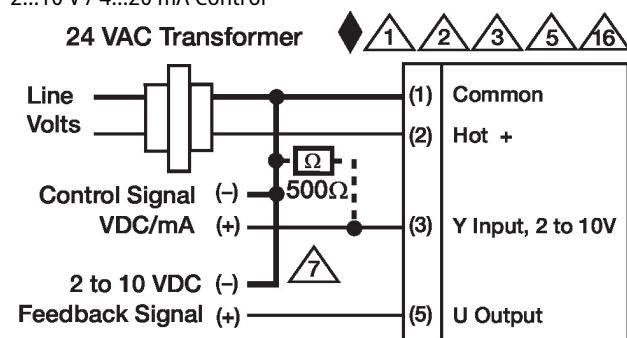 2...10 V / 4...20 mA Control
24 VAC Transformer
1 2 3 5 16
Line
Volts
(1) Common
(2) Hot +
Ω
500Ω
Control Signal (–)
VDC/mA (+)
(3) Y Input, 2 to 10V
7
2 to 10 VDC (–)
Feedback Signal (+)
(5) U Output